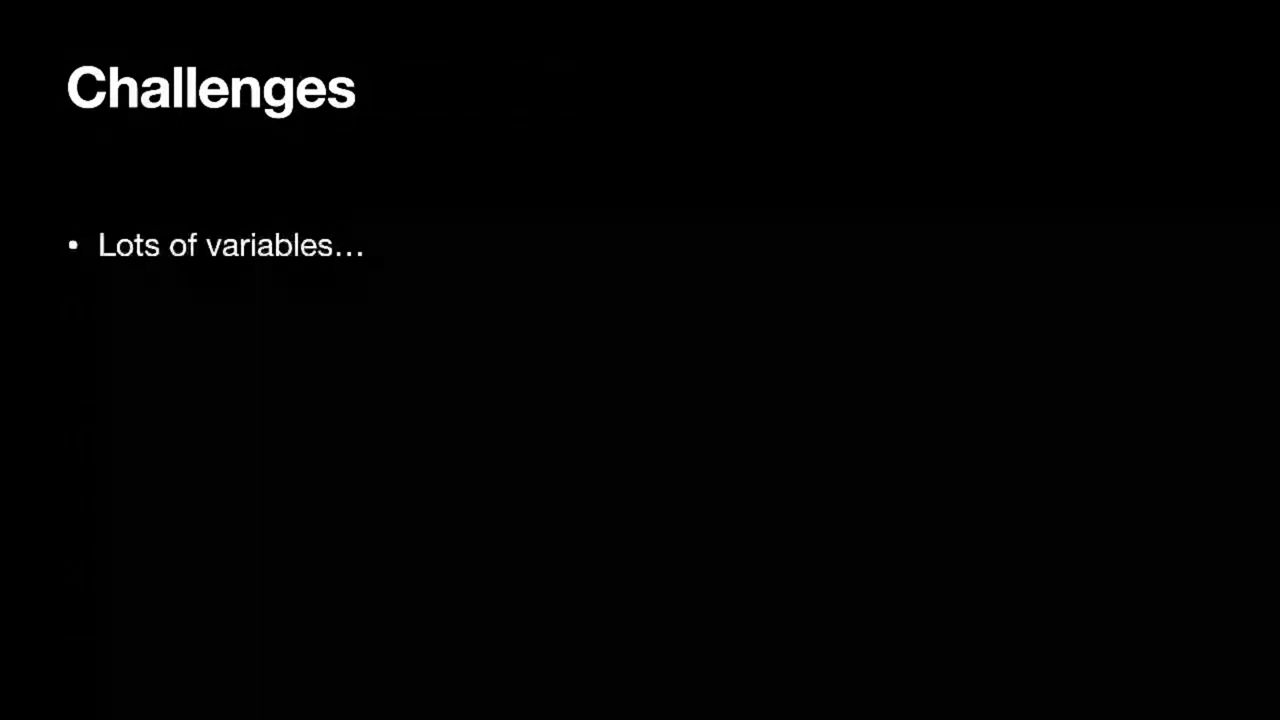 Challenges
• Lots of variables…